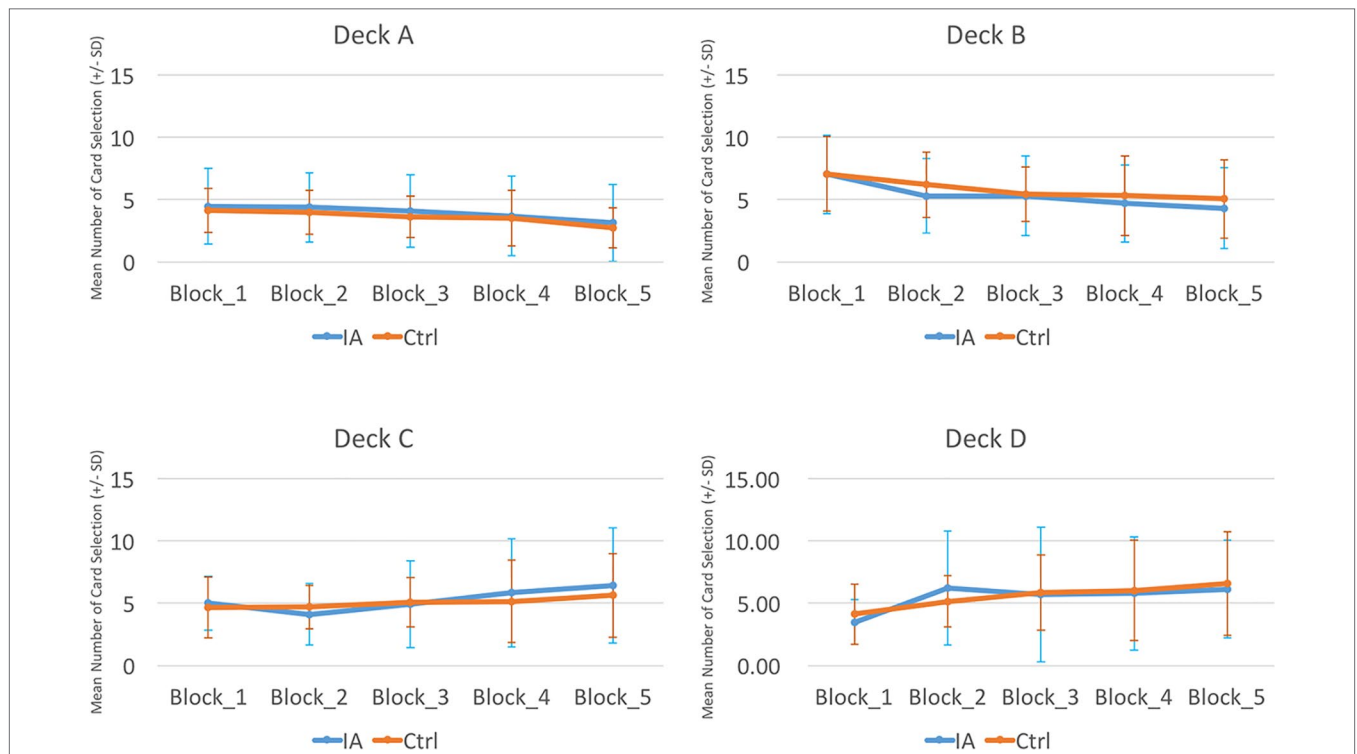 Deck A
Mean Number of Card Selection (+/- SD)
15
10
5
0
Block_1 Block_2 Block_3 Block_4 Block_5
IA Ctrl
Deck B
Mean Number of Card Selection (+/- SD)
15
10
5
0
Block_1 Block_2 Block_3 Block_4 Block_5
IA Ctrl
Deck C
Mean Number of Card Selection (+/- SD)
15
10
5
0
Block_1 Block_2 Block_3 Block_4 Block_5
IA Ctrl
Deck D
Mean Number of Card Selection (+/- SD)
15.00
10.00
5.00
0.00
Block_1 Block_2 Block_3 Block_4 Block_5
IA Ctrl